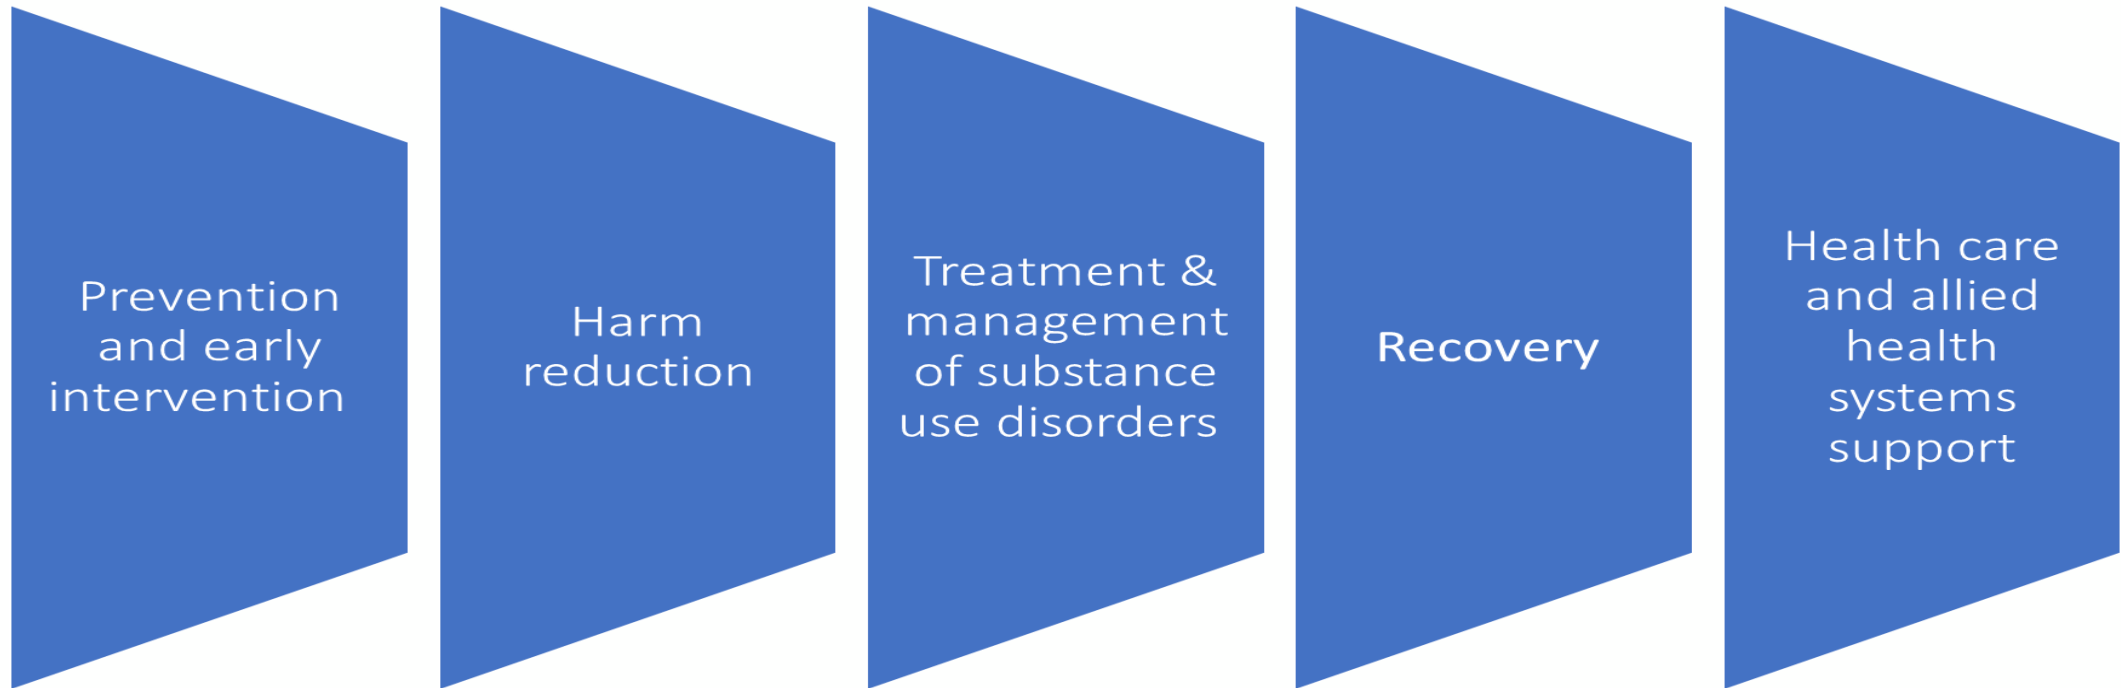 Prevention
and early
intervention
Harm
reduction
Treatment &
management
of substance
use disorders
Recovery
Health care
and allied
health
systems
support